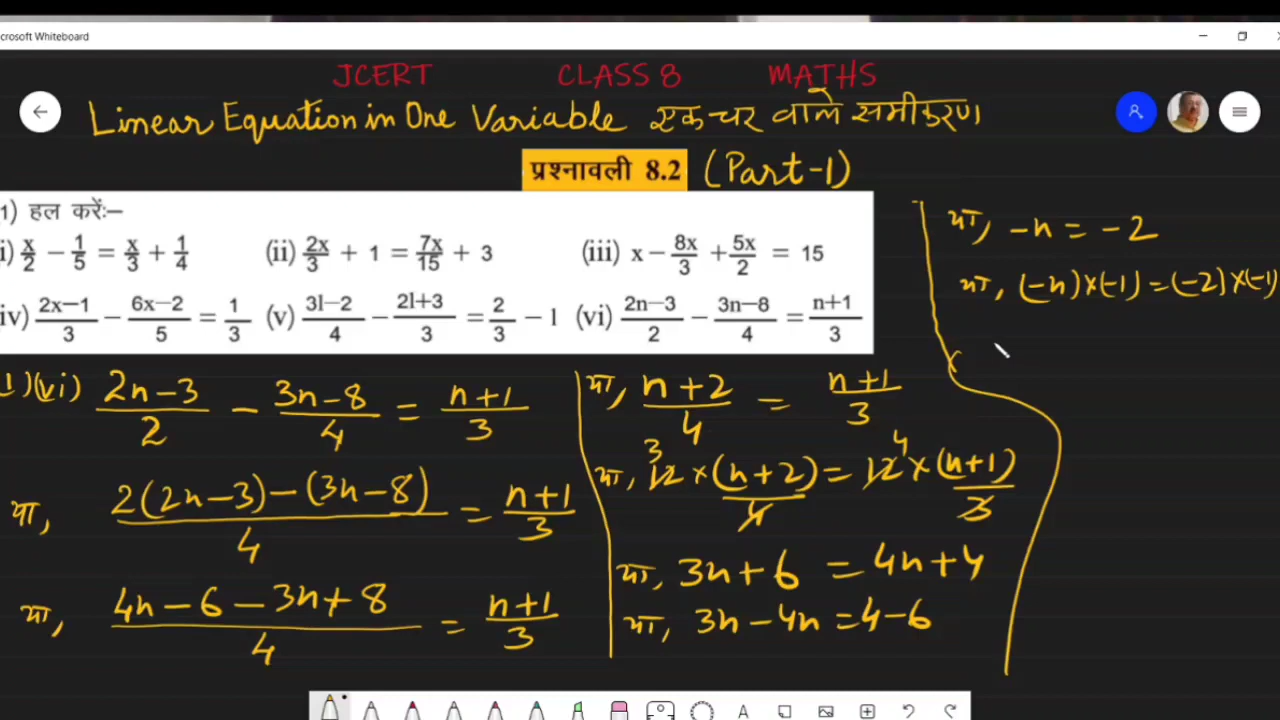 crosoft Whiteboard
JCERT CLASS 8 MATHS
Linear Equation in One Variable एक चर वाले समीकरण
प्रश्नावली 8.2 (Part-1)
1) हल करें:–
i) x/2 − 1/5 = x/3 + 1/4 (ii) 2x/3 + 1 = 7x/15 + 3 (iii) x − 8x/3 + 5x/2 = 15
iv) 2x−1/3 − 6x−2/5 = 1/3 (v) 3l−2/4 − 2l+3/3 = 2/3 − l (vi) 2n−3/2 − 3n−8/4 = n+1/3
1)(vi) 2n−3/2 − 3n−8/4 = n+1/3
या, 2(2n−3)−(3n−8)/4 = n+1/3
या, 4n−6−3n+8/4 = n+1/3
या, n+2/4 = n+1/3
या, 12 3 × (n+2)/4 = 12 4 × (n+1)/3
या, 3n+6 = 4n+4
या, 3n−4n = 4−6
या, −n = −2
या, (−n)×(−1) = (−2)×(−1)
A